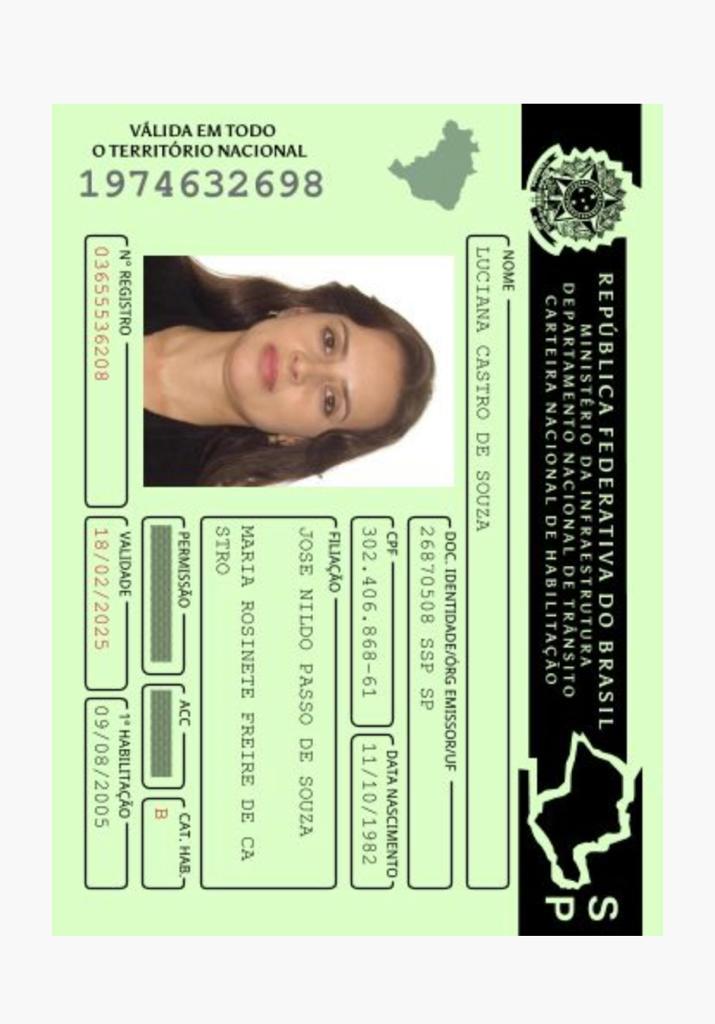 REPÚBLICA FEDERATIVA DO BRASIL
MINISTÉRIO DA INFRAESTRUTURA
DEPARTAMENTO NACIONAL DE TRÂNSITO
CARTEIRA NACIONAL DE HABILITAÇÃO
SP
VÁLIDA EM TODO
O TERRITÓRIO NACIONAL
1974632698
NOME
LUCIANA CASTRO DE SOUZA
DOC. IDENTIDADE/ÓRG EMISSOR/UF
26870508 SSP SP
CPF
302.406.868-61
DATA NASCIMENTO
11/10/1982
FILIAÇÃO
JOSE NILDO PASSO DE SOUZA
MARIA ROSINETE FREIRE DE CA
STRO
PERMISSÃO
ACC
CAT. HAB.
B
Nº REGISTRO
03655536208
VALIDADE
18/02/2025
1ª HABILITAÇÃO
09/08/2005